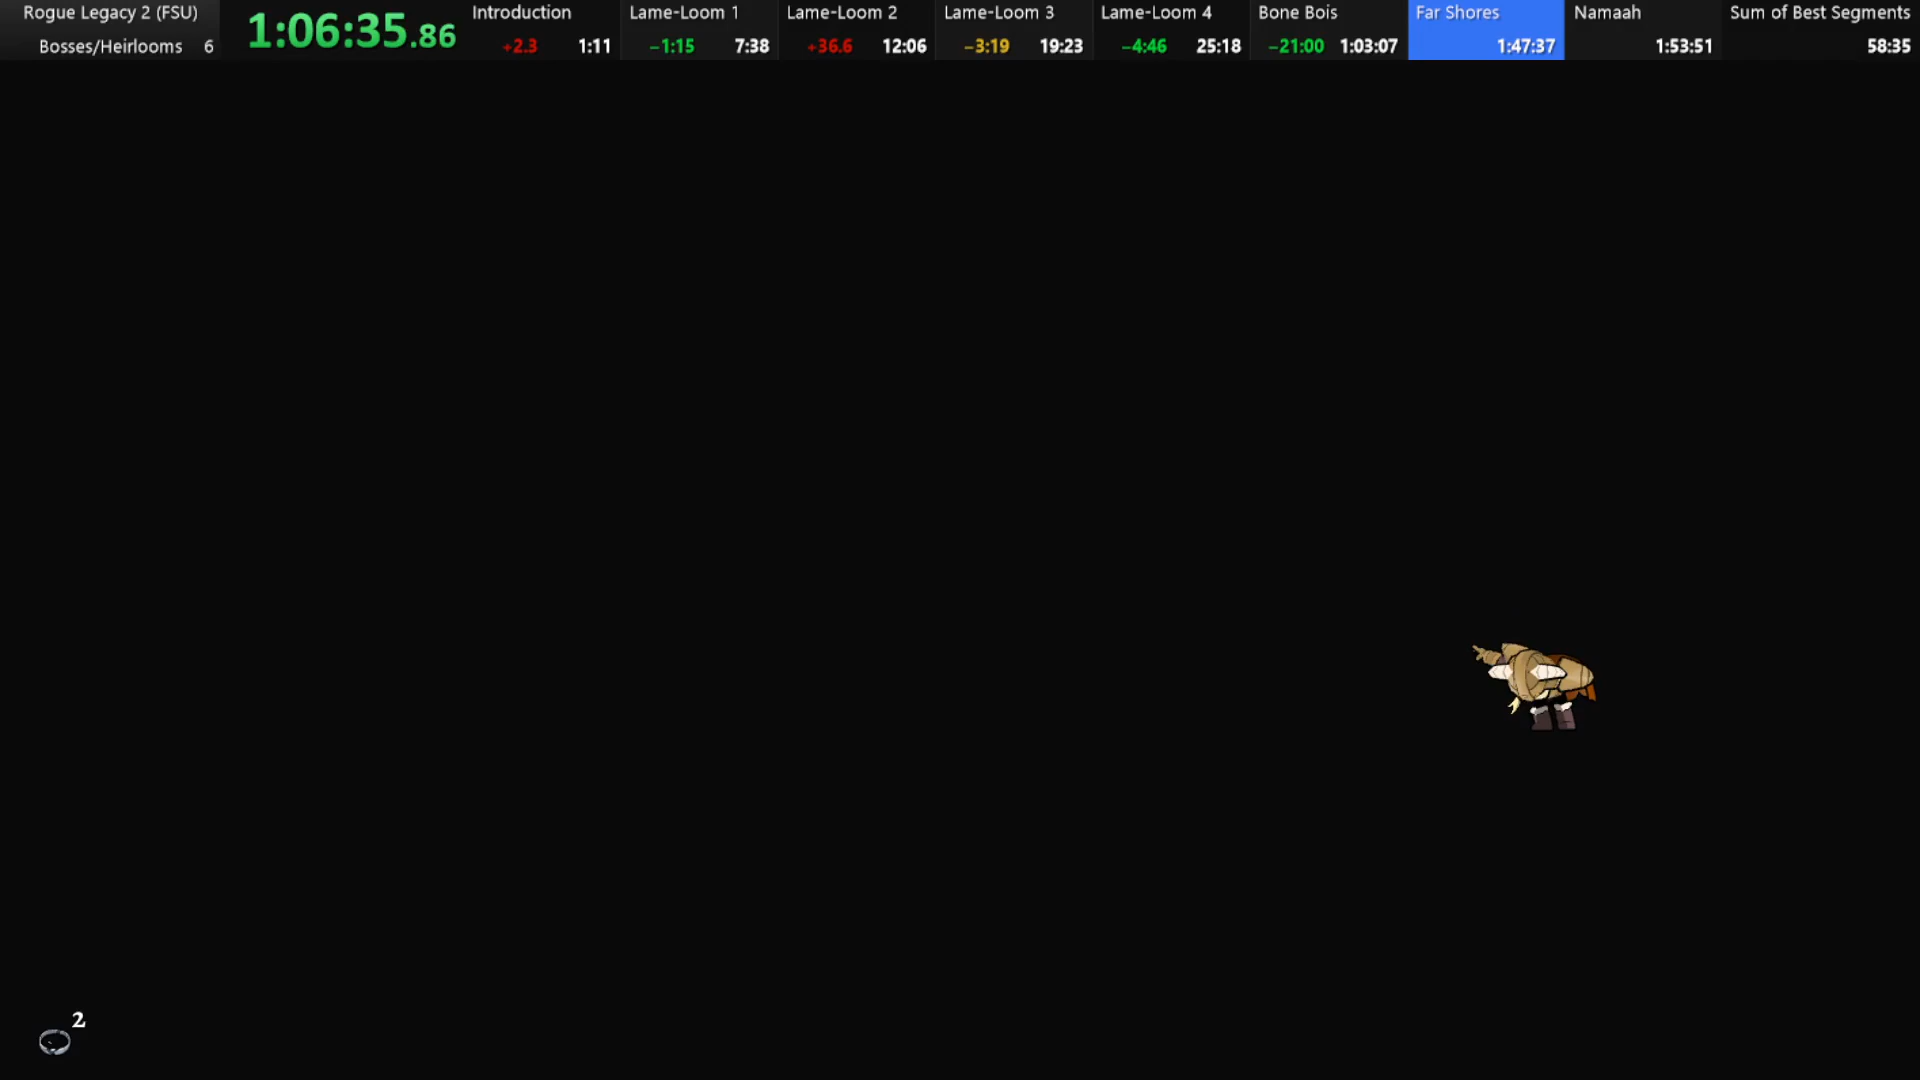 Rogue Legacy 2 (FSU)
Bosses/Heirlooms 6
1:06:35.86
Introduction
+2.3 1:11
Lame-Loom 1
−1:15 7:38
Lame-Loom 2
+36.6 12:06
Lame-Loom 3
−3:19 19:23
Lame-Loom 4
−4:46 25:18
Bone Bois
−21:00 1:03:07
Far Shores
1:47:37
Namaah
1:53:51
Sum of Best Segments
58:35
2